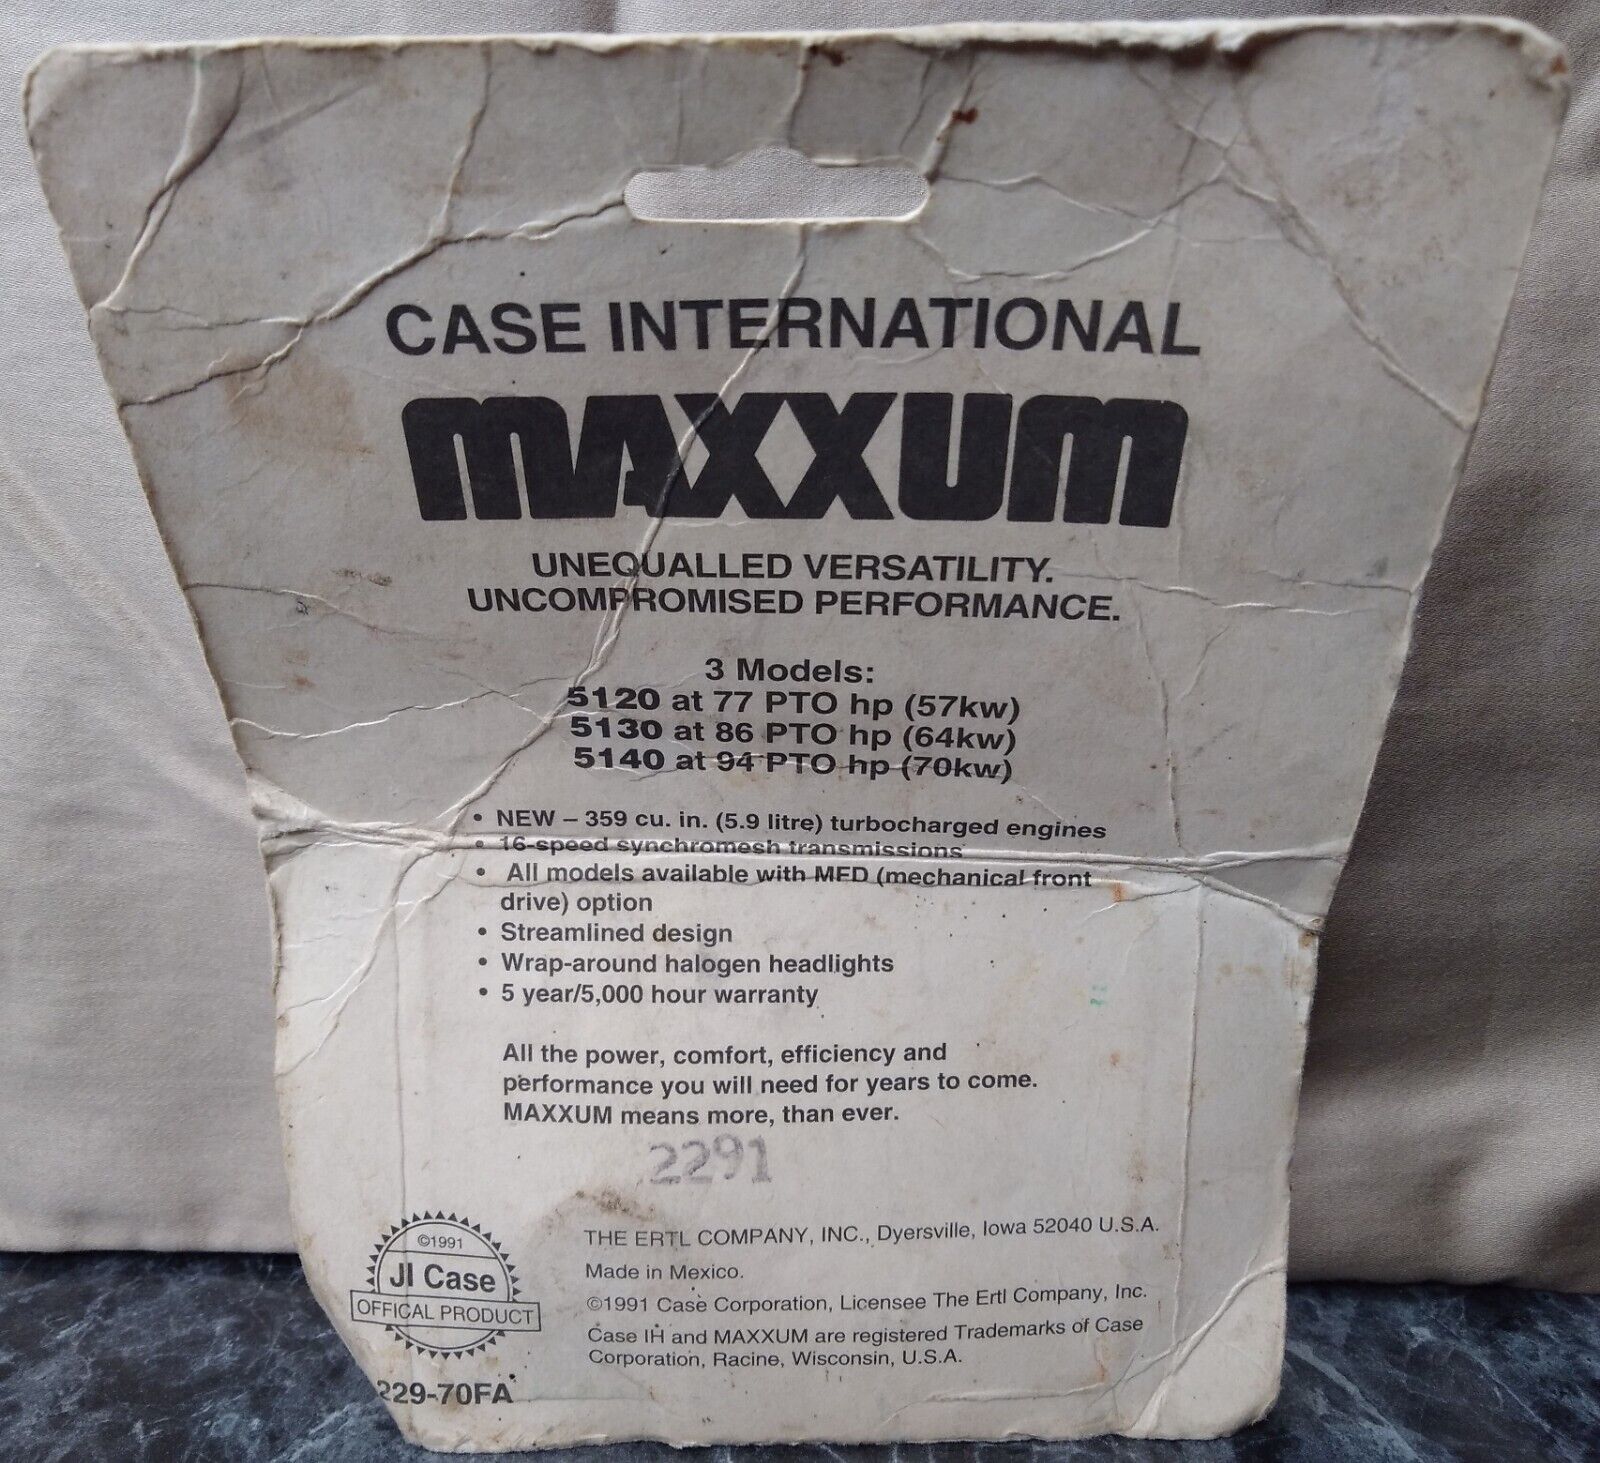 CASE INTERNATIONAL
MAXXUM
UNEQUALLED VERSATILITY.
UNCOMPROMISED PERFORMANCE.
3 Models:
5120 at 77 PTO hp (57kw)
5130 at 86 PTO hp (64kw)
5140 at 94 PTO hp (70kw)
• NEW – 359 cu. in. (5.9 litre) turbocharged engines
• 16-speed synchromesh transmissions
• All models available with MFD (mechanical front
drive) option
• Streamlined design
• Wrap-around halogen headlights
• 5 year/5,000 hour warranty
All the power, comfort, efficiency and
performance you will need for years to come.
MAXXUM means more, than ever.
2291
©1991
JI Case
OFFICAL PRODUCT
229-70FA
THE ERTL COMPANY, INC., Dyersville, Iowa 52040 U.S.A.
Made in Mexico.
©1991 Case Corporation, Licensee The Ertl Company, Inc.
Case IH and MAXXUM are registered Trademarks of Case
Corporation, Racine, Wisconsin, U.S.A.